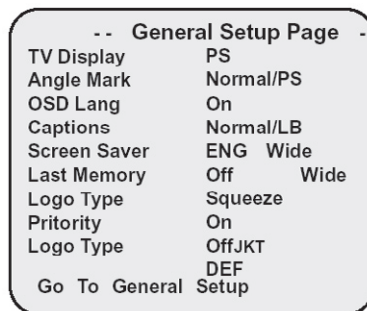 -- General Setup Page -
TV Display PS
Angle Mark Normal/PS
OSD Lang On
Captions Normal/LB
Screen Saver ENG Wide
Last Memory Off Wide
Logo Type Squeeze
Pritority On
Logo Type OffJKT
DEF
Go To General Setup